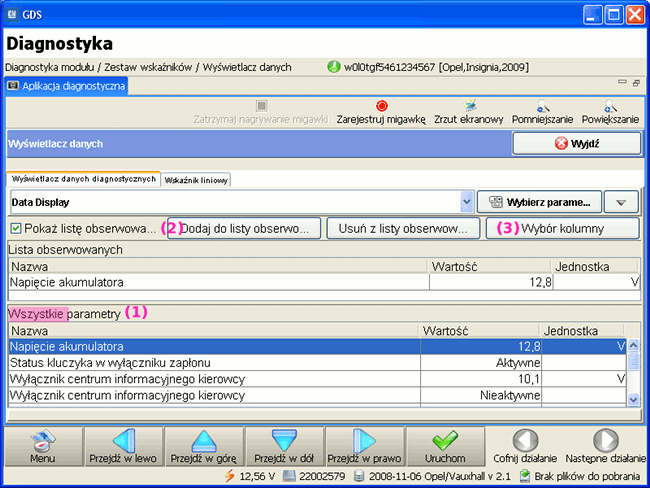 GDS
Diagnostyka
Diagnostyka modułu / Zestaw wskaźników / Wyświetlacz danych w0l0tgf5461234567 [Opel,Insignia,2009]
Aplikacja diagnostyczna
Zatrzymaj nagrywanie migawki Zarejestruj migawkę Zrzut ekranowy Pomniejszanie Powiększanie
Wyświetlacz danych Wyjdź
Wyświetlacz danych diagnostycznych Wskaźnik liniowy
Data Display Wybierz parame...
Pokaż listę obserwowa... (2) Dodaj do listy obserwo... Usuń z listy obserwow... (3) Wybór kolumny
Lista obserwowanych
Nazwa Wartość Jednostka
Napięcie akumulatora 12,8 V
Wszystkie parametry (1)
Nazwa Wartość Jednostka
Napięcie akumulatora 12,8 V
Status kluczyka w wyłączniku zapłonu Aktywne
Wyłącznik centrum informacyjnego kierowcy 10,1 V
Wyłącznik centrum informacyjnego kierowcy Nieaktywne
Menu Przejdź w lewo Przejdź w górę Przejdź w dół Przejdź w prawo Uruchom Cofnij działanie Następne działanie
12,56 V 22002579 2008-11-06 Opel/Vauxhall v 2.1 Brak plików do pobrania